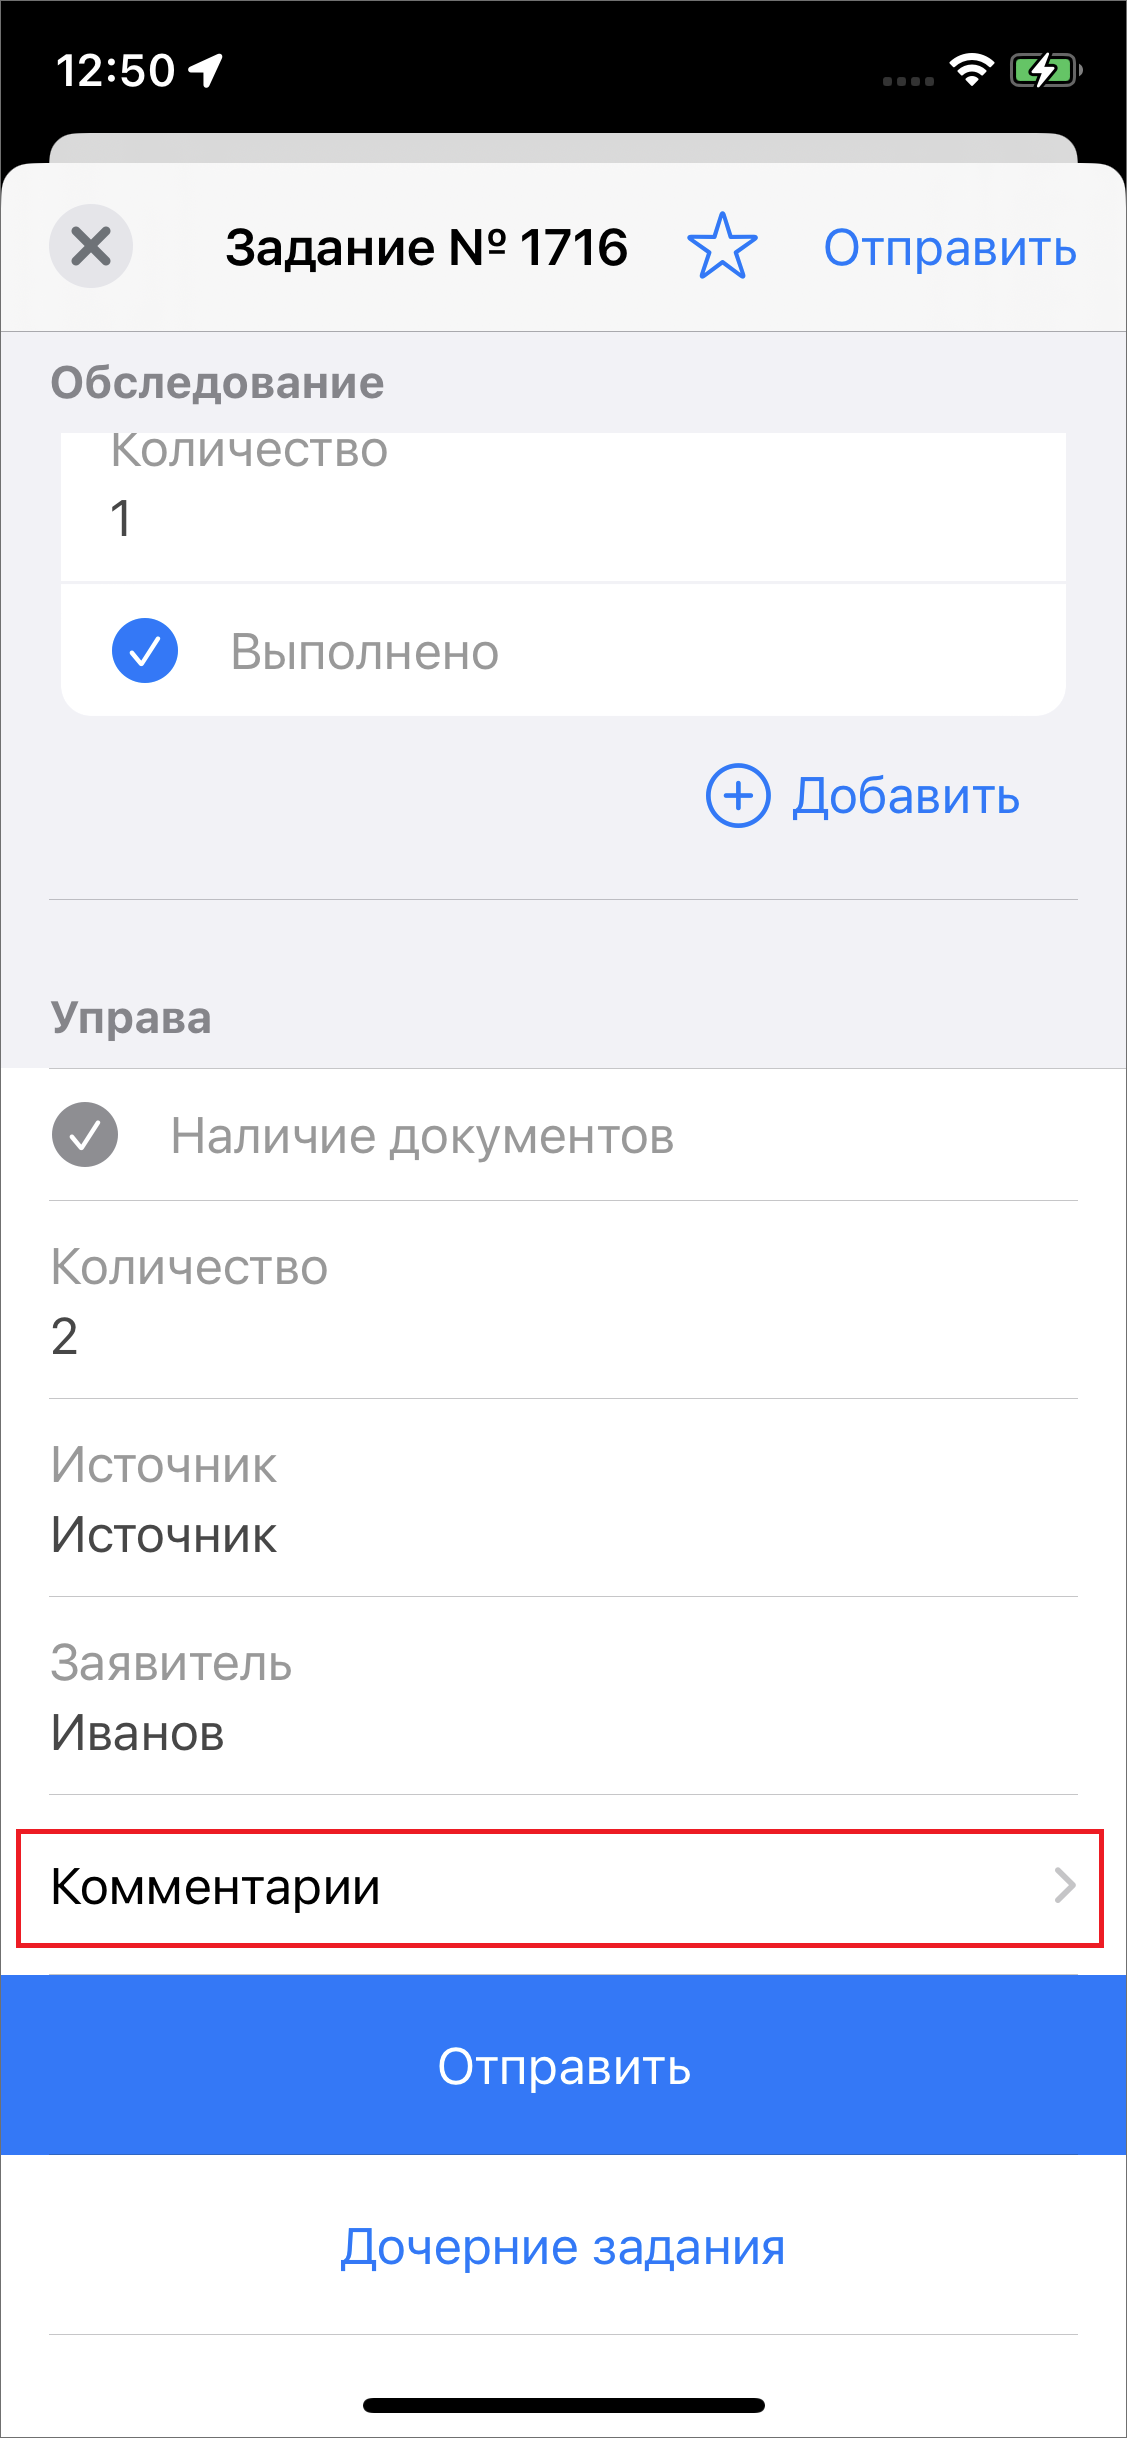 12:50
Задание № 1716
Отправить
Обследование
Количество
1
Выполнено
Добавить
Управа
Наличие документов
Количество
2
Источник
Источник
Заявитель
Иванов
Комментарии
Отправить
Дочерние задания